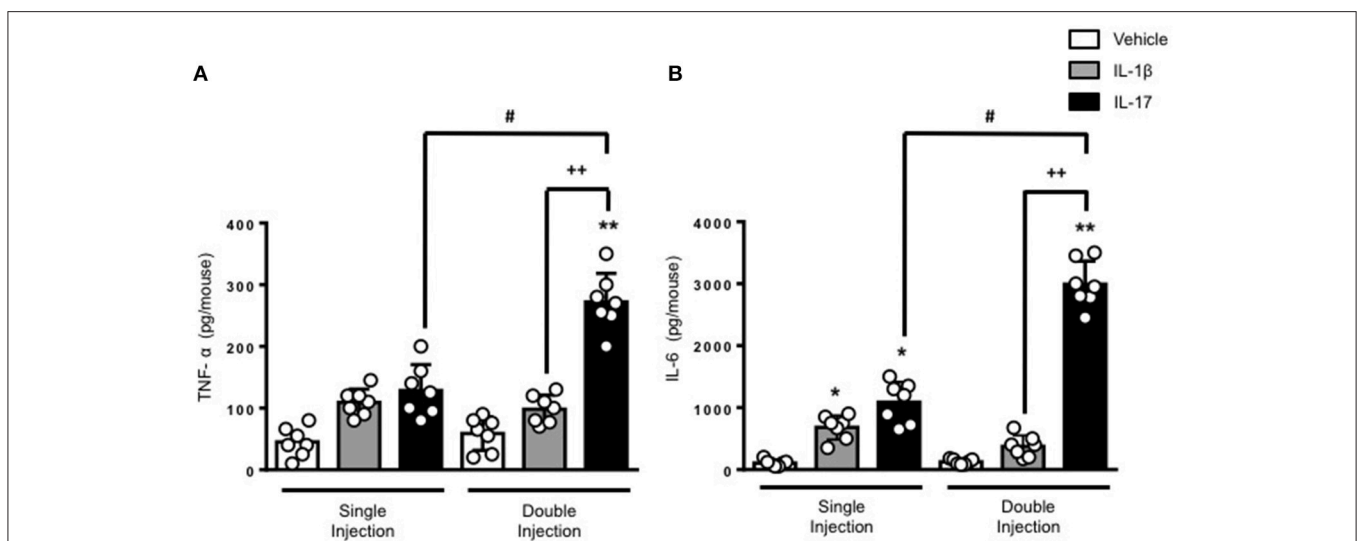 Vehicle
IL-1β
IL-17
A
#
++
**
400
300
200
100
0
TNF- α (pg/mouse)
Single
Injection
Double
Injection
B
#
++
**
*
*
4000
3000
2000
1000
0
IL-6 (pg/mouse)
Single
Injection
Double
Injection